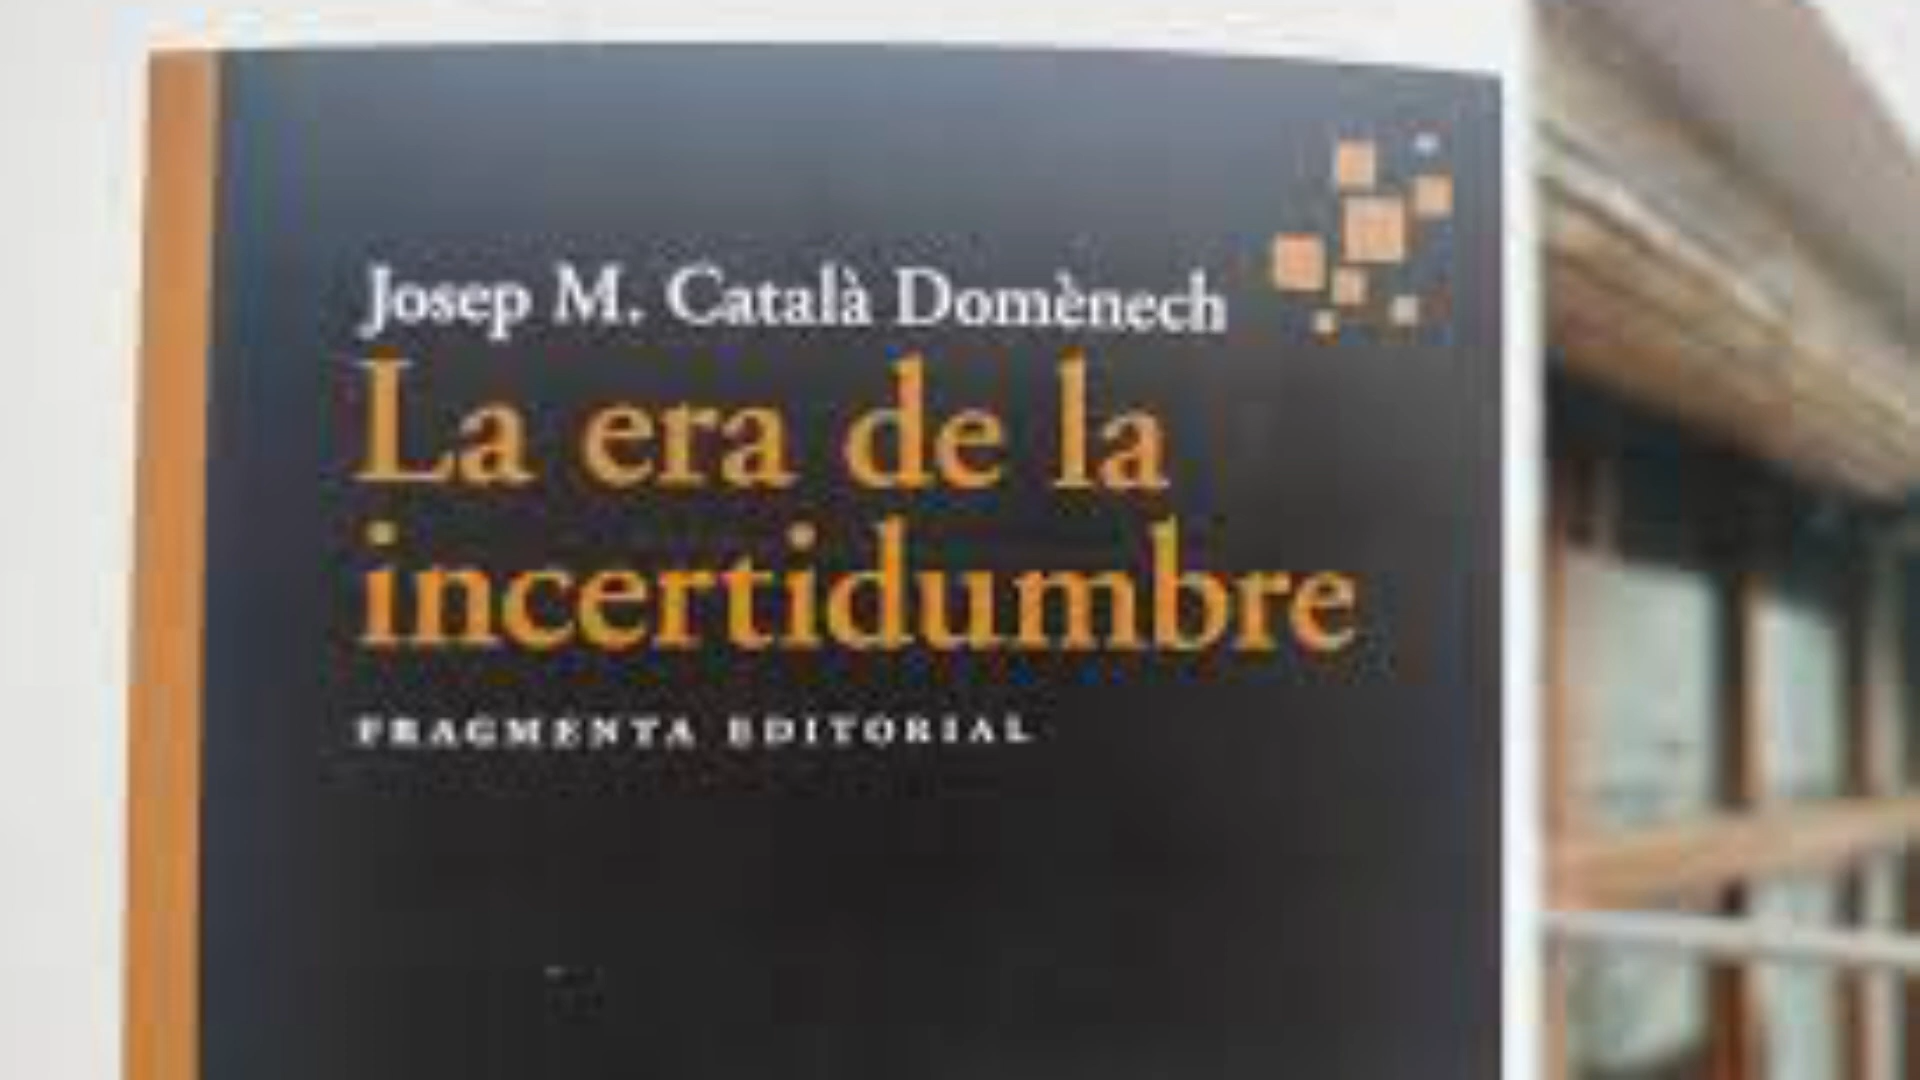 Josep M. Català Domènech
La era de la
incertidumbre
FRAGMENTA EDITORIAL